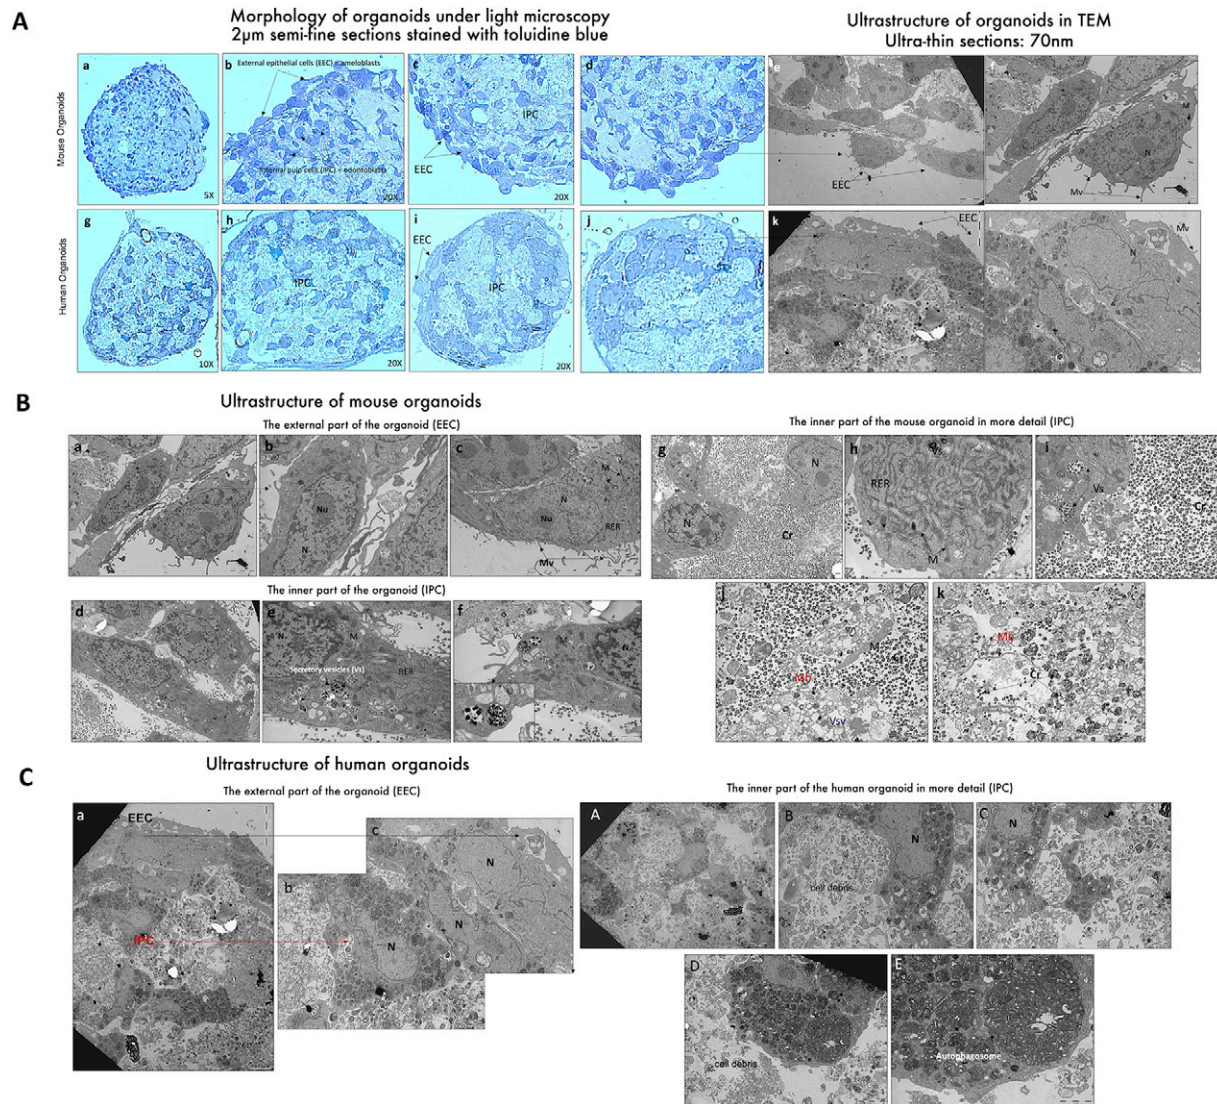 A
Morphology of organoids under light microscopy
2µm semi-fine sections stained with toluidine blue
Ultrastructure of organoids in TEM
Ultra-thin sections: 70nm
Mouse Organoids
a
5X
b
External epithelial cells (EEC) – ameloblasts
pulp cells (IPC) – odontoblasts
20X
c
IPC
EEC
20X
d
e
EEC
M
N
Mv
Human Organoids
g
10X
h
IPC
20X
i
EEC
IPC
20X
j
k
EEC
l
Mv
N
B
Ultrastructure of mouse organoids
The external part of the organoid (EEC)
The inner part of the mouse organoid in more detail (IPC)
a
b
Nu
N
c
M
N
Nu
RER
Mv
g
N
N
Cr
h
Vs
RER
M
i
Vs
Cr
The inner part of the organoid (IPC)
d
e
N
M
RER
Secretory vesicles (Vs)
f
Vs
M
N
j
M
Cr
Mb
Vsv
k
Mb
Cr
C
Ultrastructure of human organoids
The external part of the organoid (EEC)
The inner part of the human organoid in more detail (IPC)
a
EEC
IPC
b
N
c
N
N
A
B
N
cell debris
C
N
D
cell debris
E
Autophagosome